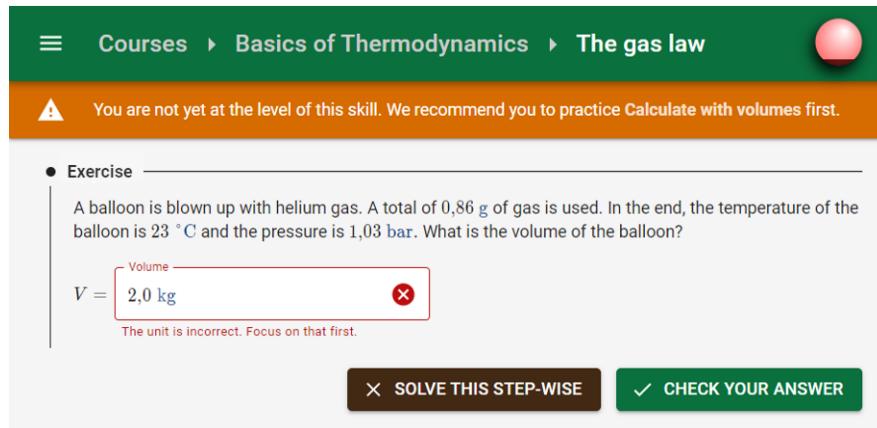 Courses ▸ Basics of Thermodynamics ▸ The gas law
You are not yet at the level of this skill. We recommend you to practice Calculate with volumes first.
Exercise
A balloon is blown up with helium gas. A total of 0,86 g of gas is used. In the end, the temperature of the
balloon is 23 °C and the pressure is 1,03 bar. What is the volume of the balloon?
Volume
V = 2,0 kg
The unit is incorrect. Focus on that first.
SOLVE THIS STEP-WISE CHECK YOUR ANSWER